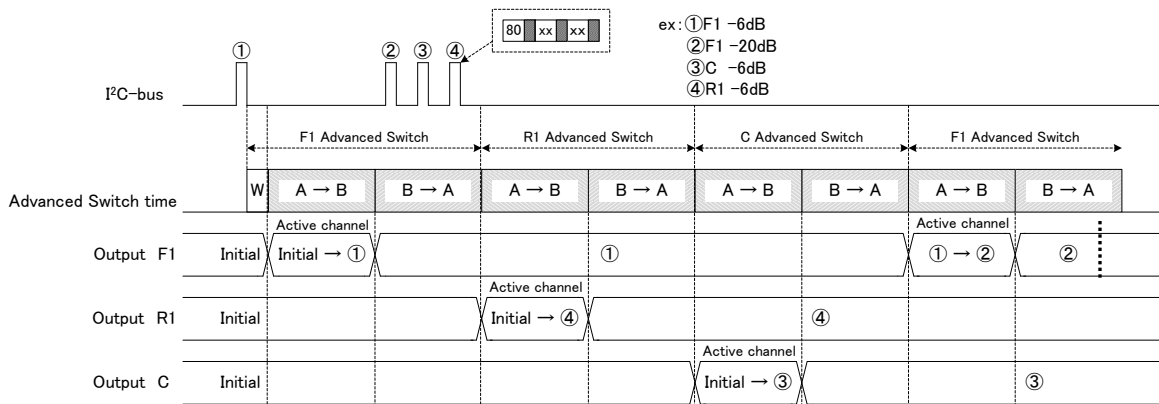 80 xx xx
ex: ①F1 -6dB
②F1 -20dB
③C -6dB
④R1 -6dB
① ② ③ ④
I²C-bus
F1 Advanced Switch R1 Advanced Switch C Advanced Switch F1 Advanced Switch
Advanced Switch time W A → B B → A A → B B → A A → B B → A A → B B → A
Active channel Active channel
Output F1 Initial Initial → ① ① ① → ② ②
Active channel
Output R1 Initial Initial → ④ ④
Active channel
Output C Initial Initial → ③ ③